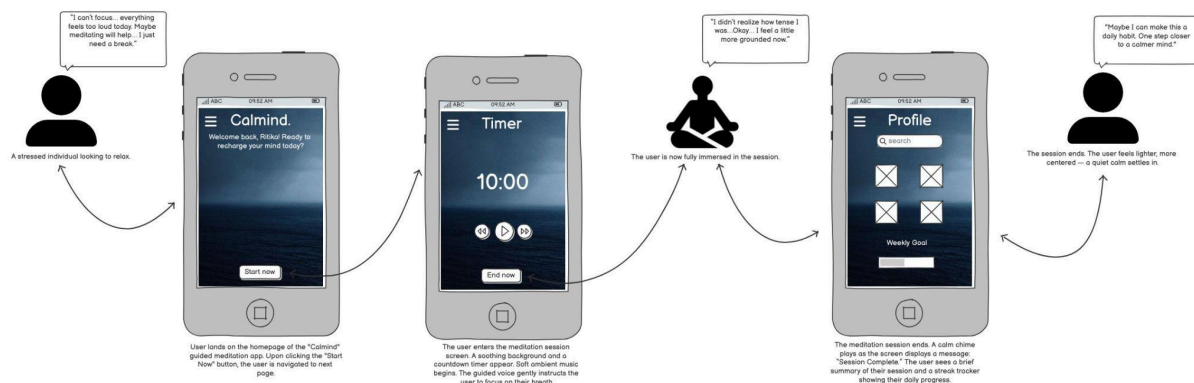 "I can't focus... everything
feels too loud today. Maybe
meditating will help... I just
need a break."
A stressed individual looking to relax.
ABC 09:52 AM
Calmind.
Welcome back, Ritika! Ready to
recharge your mind today?
Start now
User lands on the homepage of the "Calmind"
guided meditation app. Upon clicking the "Start
Now" button, the user is navigated to next
page.
ABC 09:52 AM
Timer
10:00
End now
The user enters the meditation session
screen. A soothing background and a
countdown timer appear. Soft ambient music
begins. The guided voice gently instructs the
user to focus on their breath.
"I didn't realize how tense I
was...Okay... I feel a little
more grounded now."
The user is now fully immersed in the session.
ABC 09:52 AM
Profile
search
Weekly Goal
The meditation session ends. A calm chime
plays as the screen displays a message:
"Session Complete." The user sees a brief
summary of their session and a streak tracker
showing their daily progress.
"Maybe I can make this a
daily habit. One step closer
to a calmer mind."
The session ends. The user feels lighter, more
centered — a quiet calm settles in.